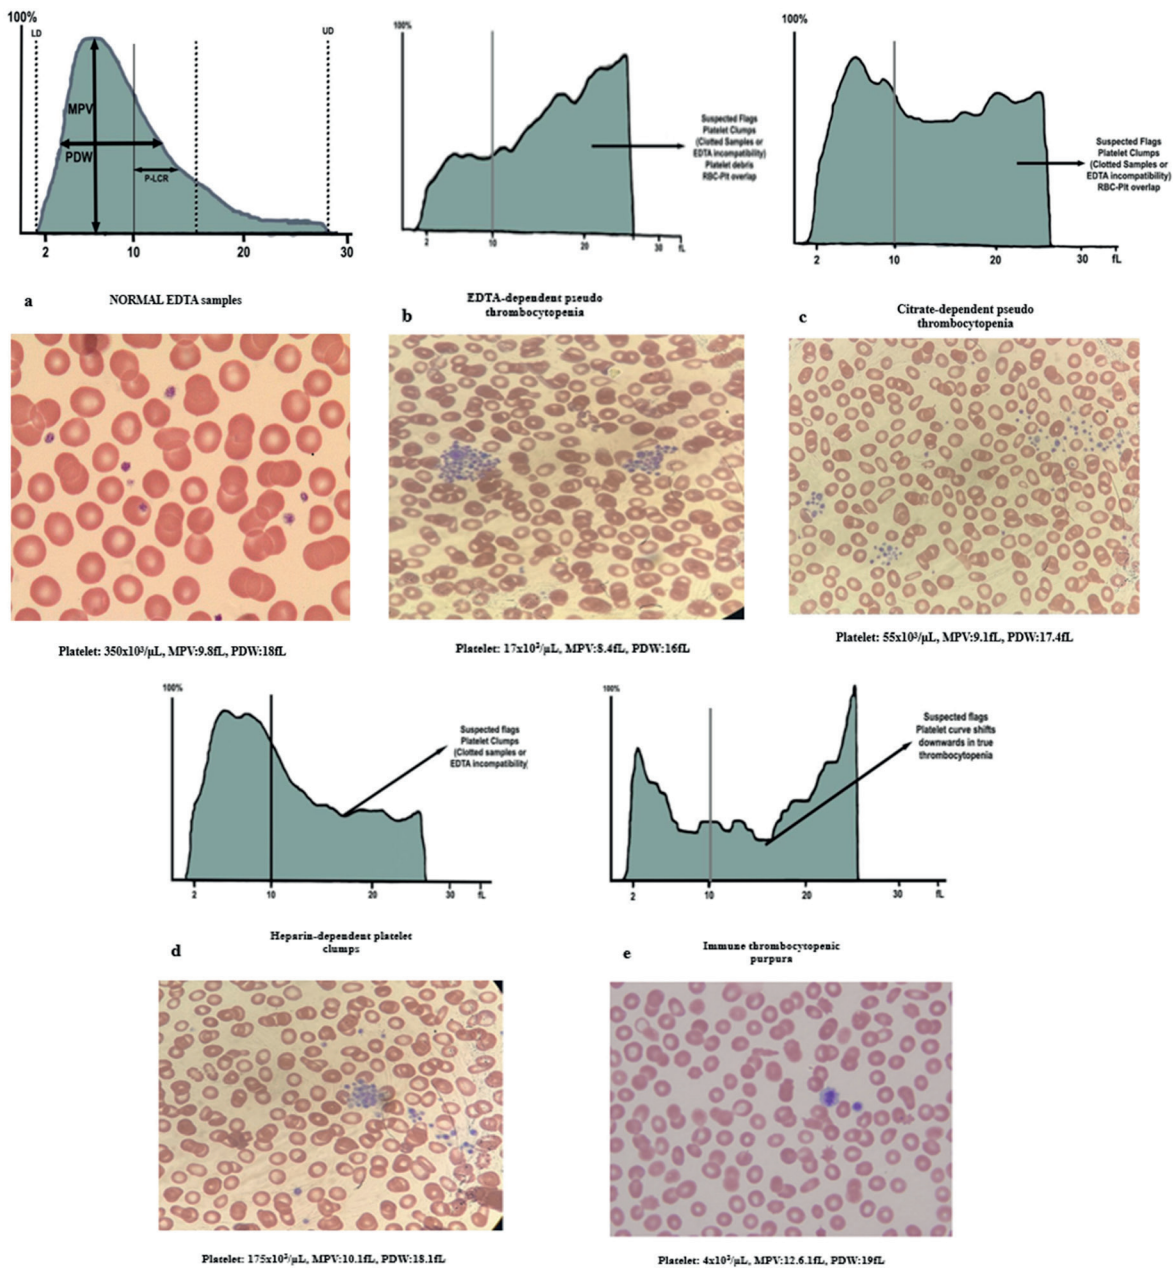 100%
LD
UD
MPV
PDW
P-LCR
2
10
20
30
a
NORMAL EDTA samples
Platelet: 350x10³/µL, MPV:9.8fL, PDW:18fL
100%
Suspected Flags
Platelet Clumps
(Clotted Samples or
EDTA incompatibility)
Platelet debris
RBC-Plt overlap
2
10
20
30
fL
EDTA-dependent pseudo
thrombocytopenia
b
Platelet: 17x10³/µL, MPV:8.4fL, PDW:16fL
100%
Suspected Flags
Platelet Clumps
(Clotted Samples or
EDTA incompatibility)
RBC-Plt overlap
2
10
20
30
fL
Citrate-dependent pseudo
thrombocytopenia
c
Platelet: 55x10³/µL, MPV:9.1fL, PDW:17.4fL
100%
Suspected flags
Platelet Clumps
(Clotted samples or
EDTA incompatibility)
2
10
20
30
fL
Heparin-dependent platelet
clumps
d
Platelet: 175x10³/µL, MPV:10.1fL, PDW:18.1fL
100%
Suspected flags
Platelet curve shifts
downwards in true
thrombocytopenia
2
10
20
30
fL
Immune thrombocytopenic
purpura
e
Platelet: 4x10³/µL, MPV:12.6.1fL, PDW:19fL